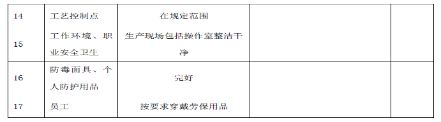 14 工艺控制点 在规定范围
15 工作环境、职业安全卫生 生产现场包括操作室整洁干净
16 防毒面具、个人防护用品 完好
17 员工 按要求穿戴劳保用品